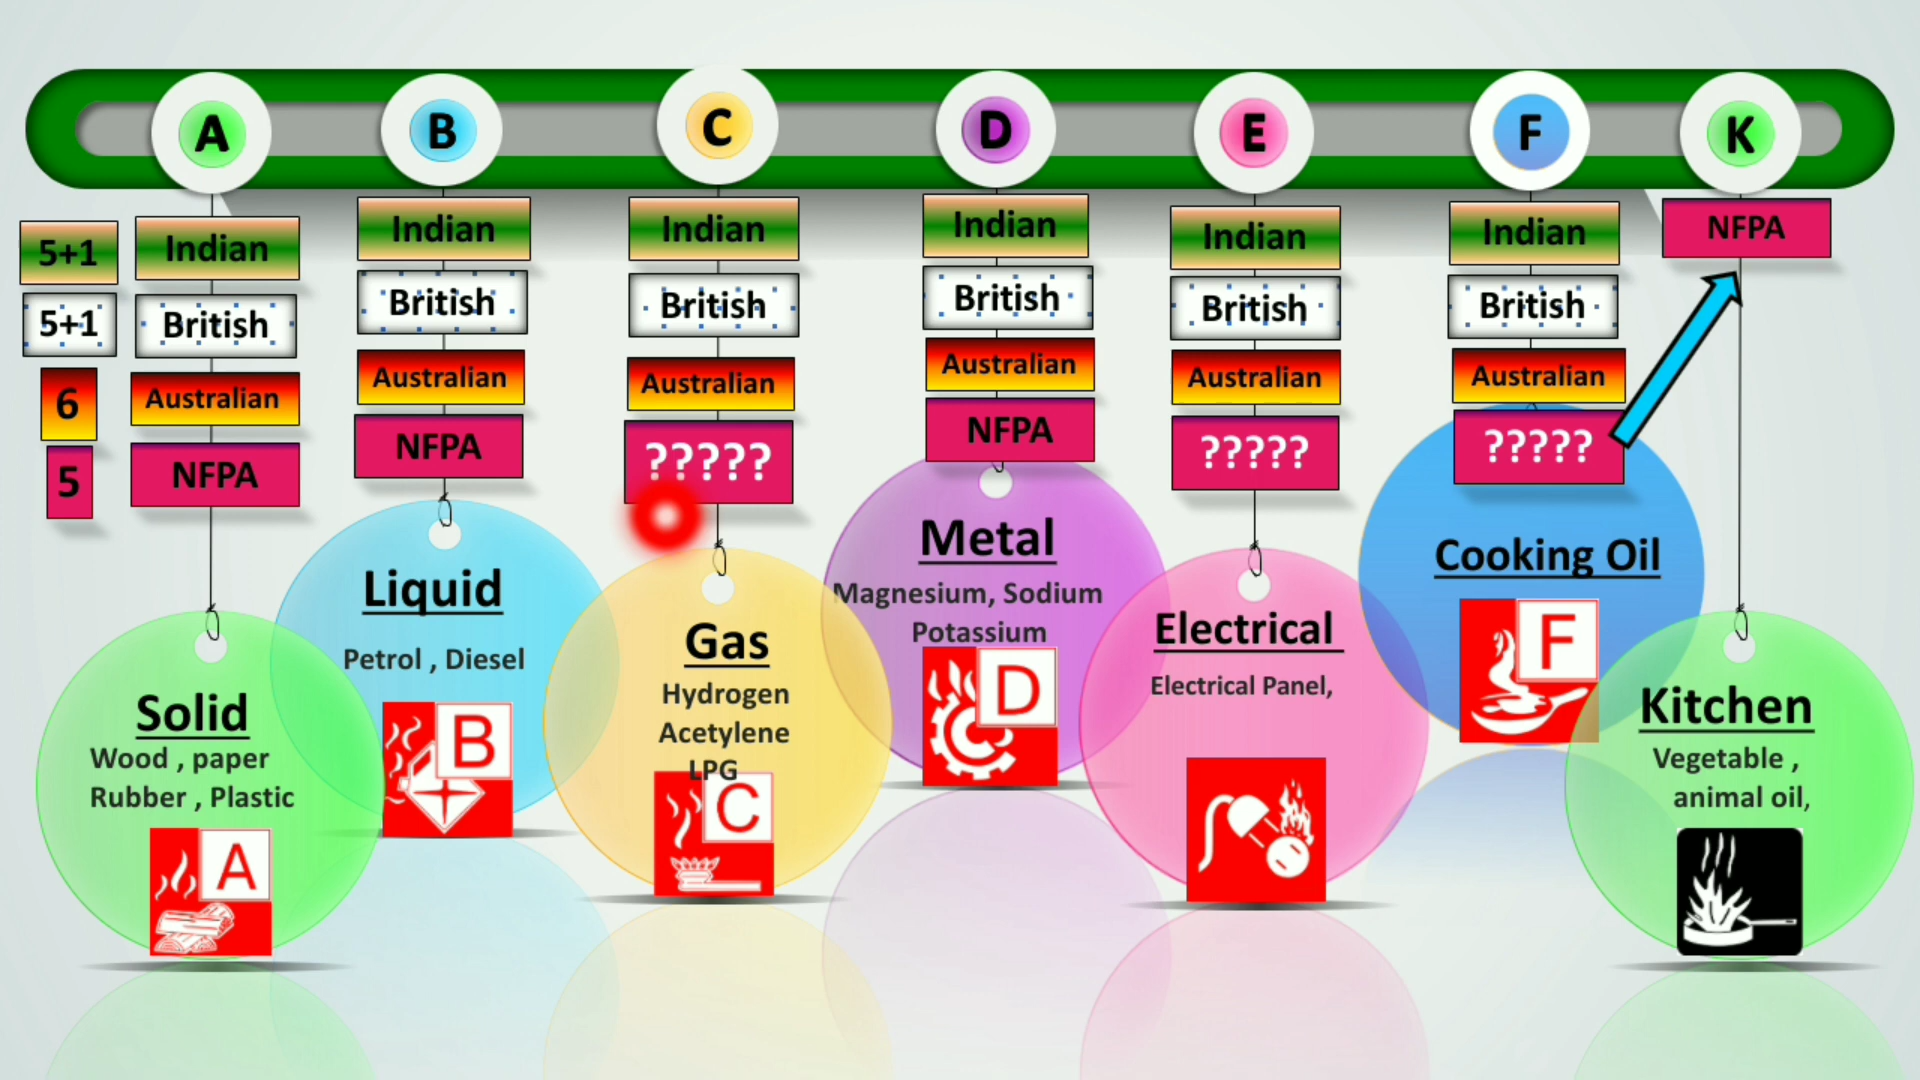 A
B
C
D
E
F
K
5+1
5+1
6
5
Indian
British
Australian
NFPA
Indian
British
Australian
NFPA
Indian
British
Australian
?????
Indian
British
Australian
NFPA
Indian
British
Australian
?????
Indian
British
Australian
?????
NFPA
Solid
Wood , paper
Rubber , Plastic
A
Liquid
Petrol , Diesel
B
Gas
Hydrogen
Acetylene
LPG
C
Metal
Magnesium, Sodium
Potassium
D
Electrical
Electrical Panel,
Cooking Oil
F
Kitchen
Vegetable ,
animal oil,